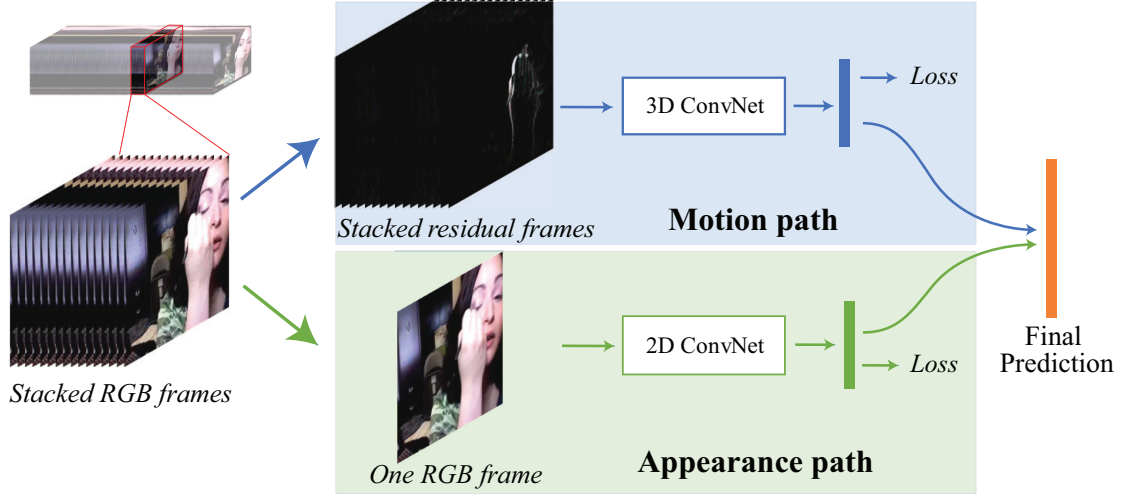 Stacked RGB frames
Stacked residual frames
3D ConvNet
Loss
Motion path
One RGB frame
2D ConvNet
Loss
Appearance path
Final
Prediction